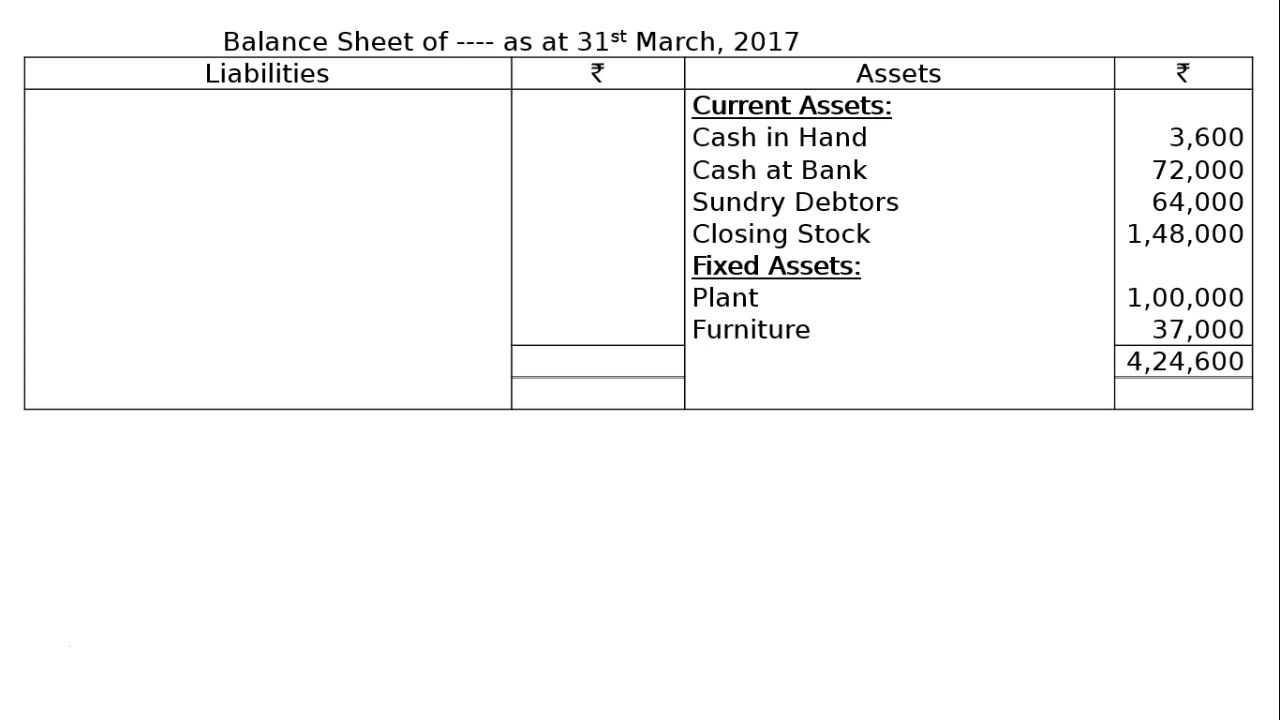 Balance Sheet of ---- as at 31st March, 2017
Liabilities ₹ Assets ₹
Current Assets:
Cash in Hand 3,600
Cash at Bank 72,000
Sundry Debtors 64,000
Closing Stock 1,48,000
Fixed Assets:
Plant 1,00,000
Furniture 37,000
4,24,600